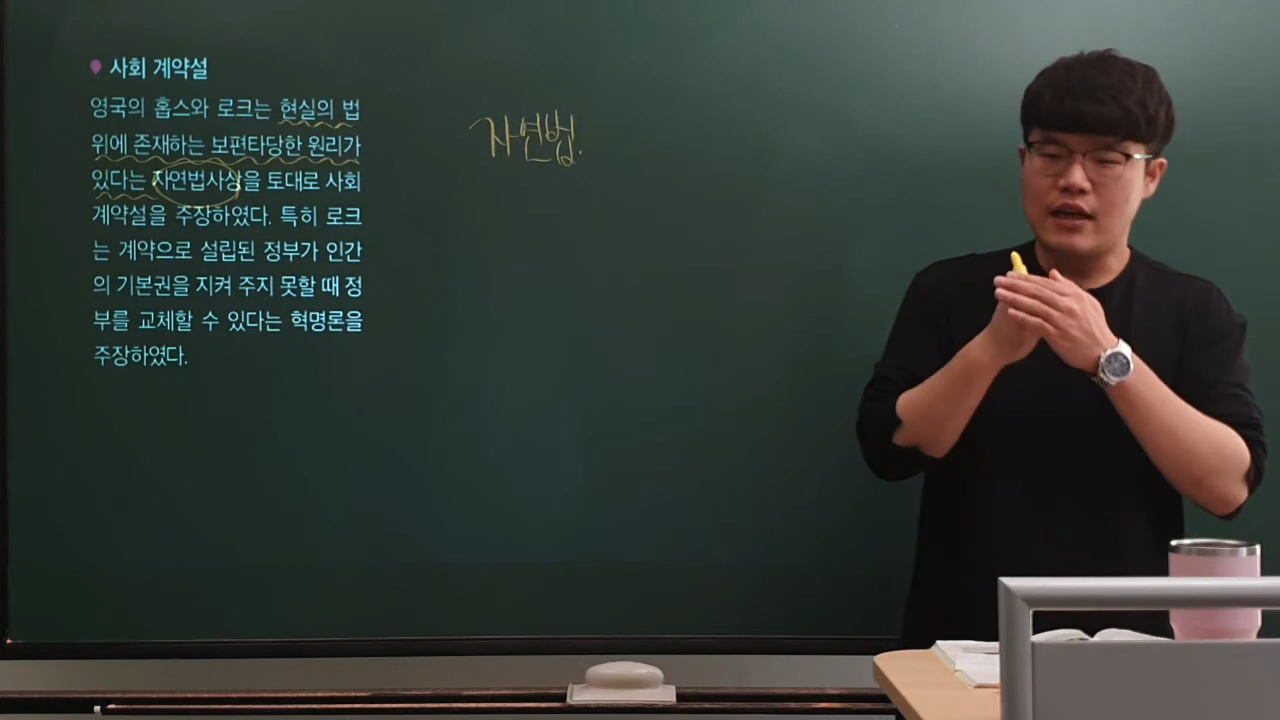 사회 계약설
영국의 홉스와 로크는 현실의 법
위에 존재하는 보편타당한 원리가
있다는 자연법사상을 토대로 사회
계약설을 주장하였다. 특히 로크
는 계약으로 설립된 정부가 인간
의 기본권을 지켜 주지 못할 때 정
부를 교체할 수 있다는 혁명론을
주장하였다.
자연법.